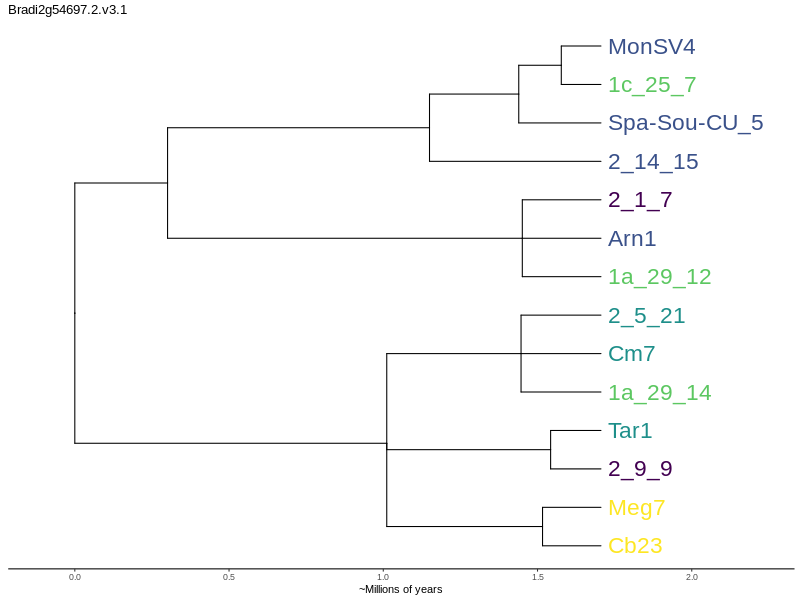 Bradi2g54697.2.v3.1
MonSV4
1c_25_7
Spa-Sou-CU_5
2_14_15
2_1_7
Arn1
1a_29_12
2_5_21
Cm7
1a_29_14
Tar1
2_9_9
Meg7
Cb23
0.0 0.5 1.0 1.5 2.0
~Millions of years